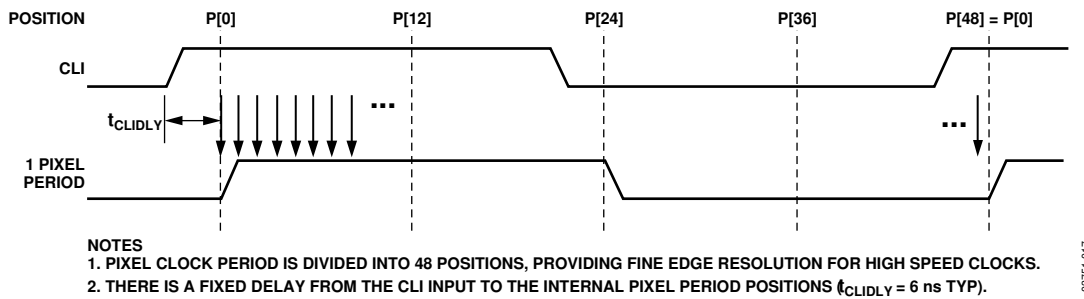 POSITION P[0] P[12] P[24] P[36] P[48] = P[0]
CLI
tCLIDLY
...
...
1 PIXEL
PERIOD
NOTES
1. PIXEL CLOCK PERIOD IS DIVIDED INTO 48 POSITIONS, PROVIDING FINE EDGE RESOLUTION FOR HIGH SPEED CLOCKS.
2. THERE IS A FIXED DELAY FROM THE CLI INPUT TO THE INTERNAL PIXEL PERIOD POSITIONS (tCLIDLY = 6 ns TYP).